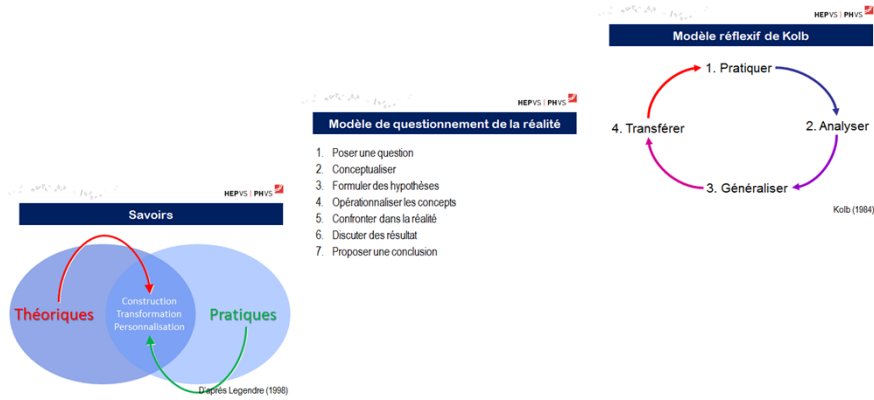 HEPVS | PHVS
Savoirs
Théoriques
Construction
Transformation
Personnalisation
Pratiques
D'après Legendre (1998)
HEPVS | PHVS
Modèle de questionnement de la réalité
1. Poser une question
2. Conceptualiser
3. Formuler des hypothèses
4. Opérationnaliser les concepts
5. Confronter dans la réalité
6. Discuter des résultat
7. Proposer une conclusion
HEPVS | PHVS
Modèle réflexif de Kolb
1. Pratiquer
2. Analyser
3. Généraliser
4. Transférer
Kolb (1984)